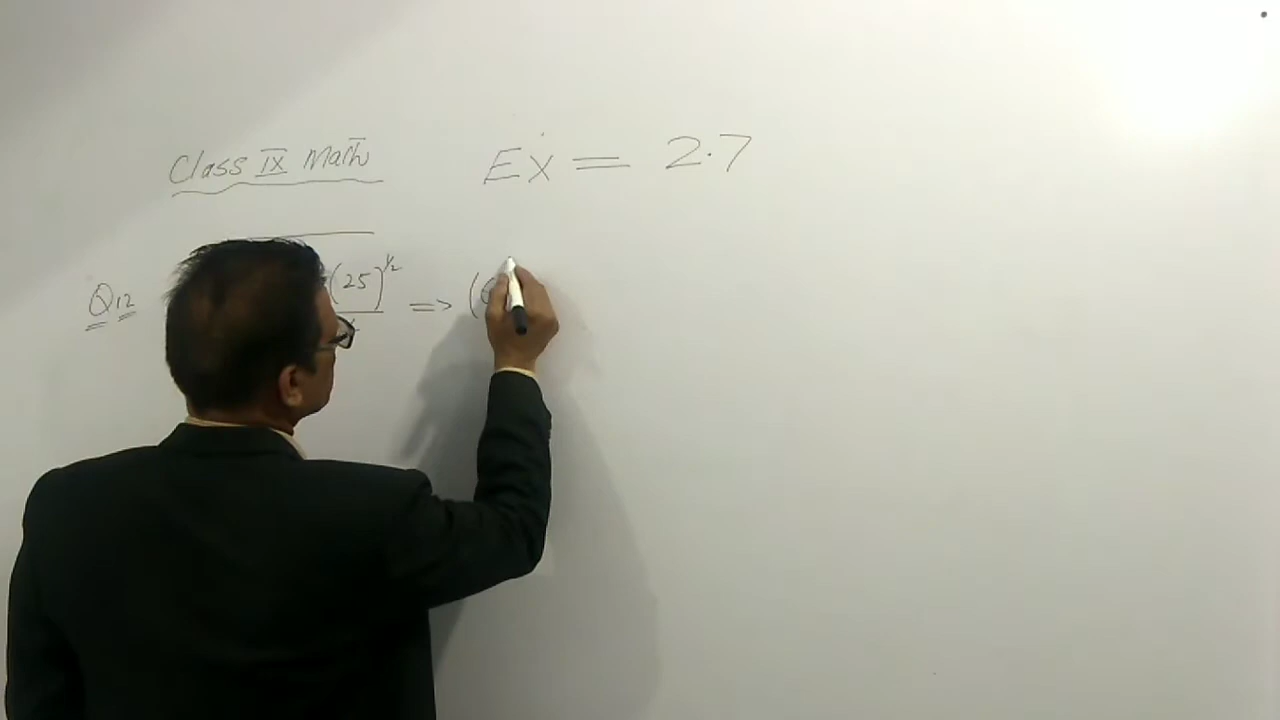 Class IX Math
Ex = 2.7
Q12 (25)^1/2 => (